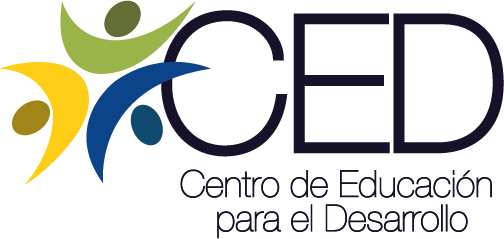 CED
Centro de Educación
para el Desarrollo